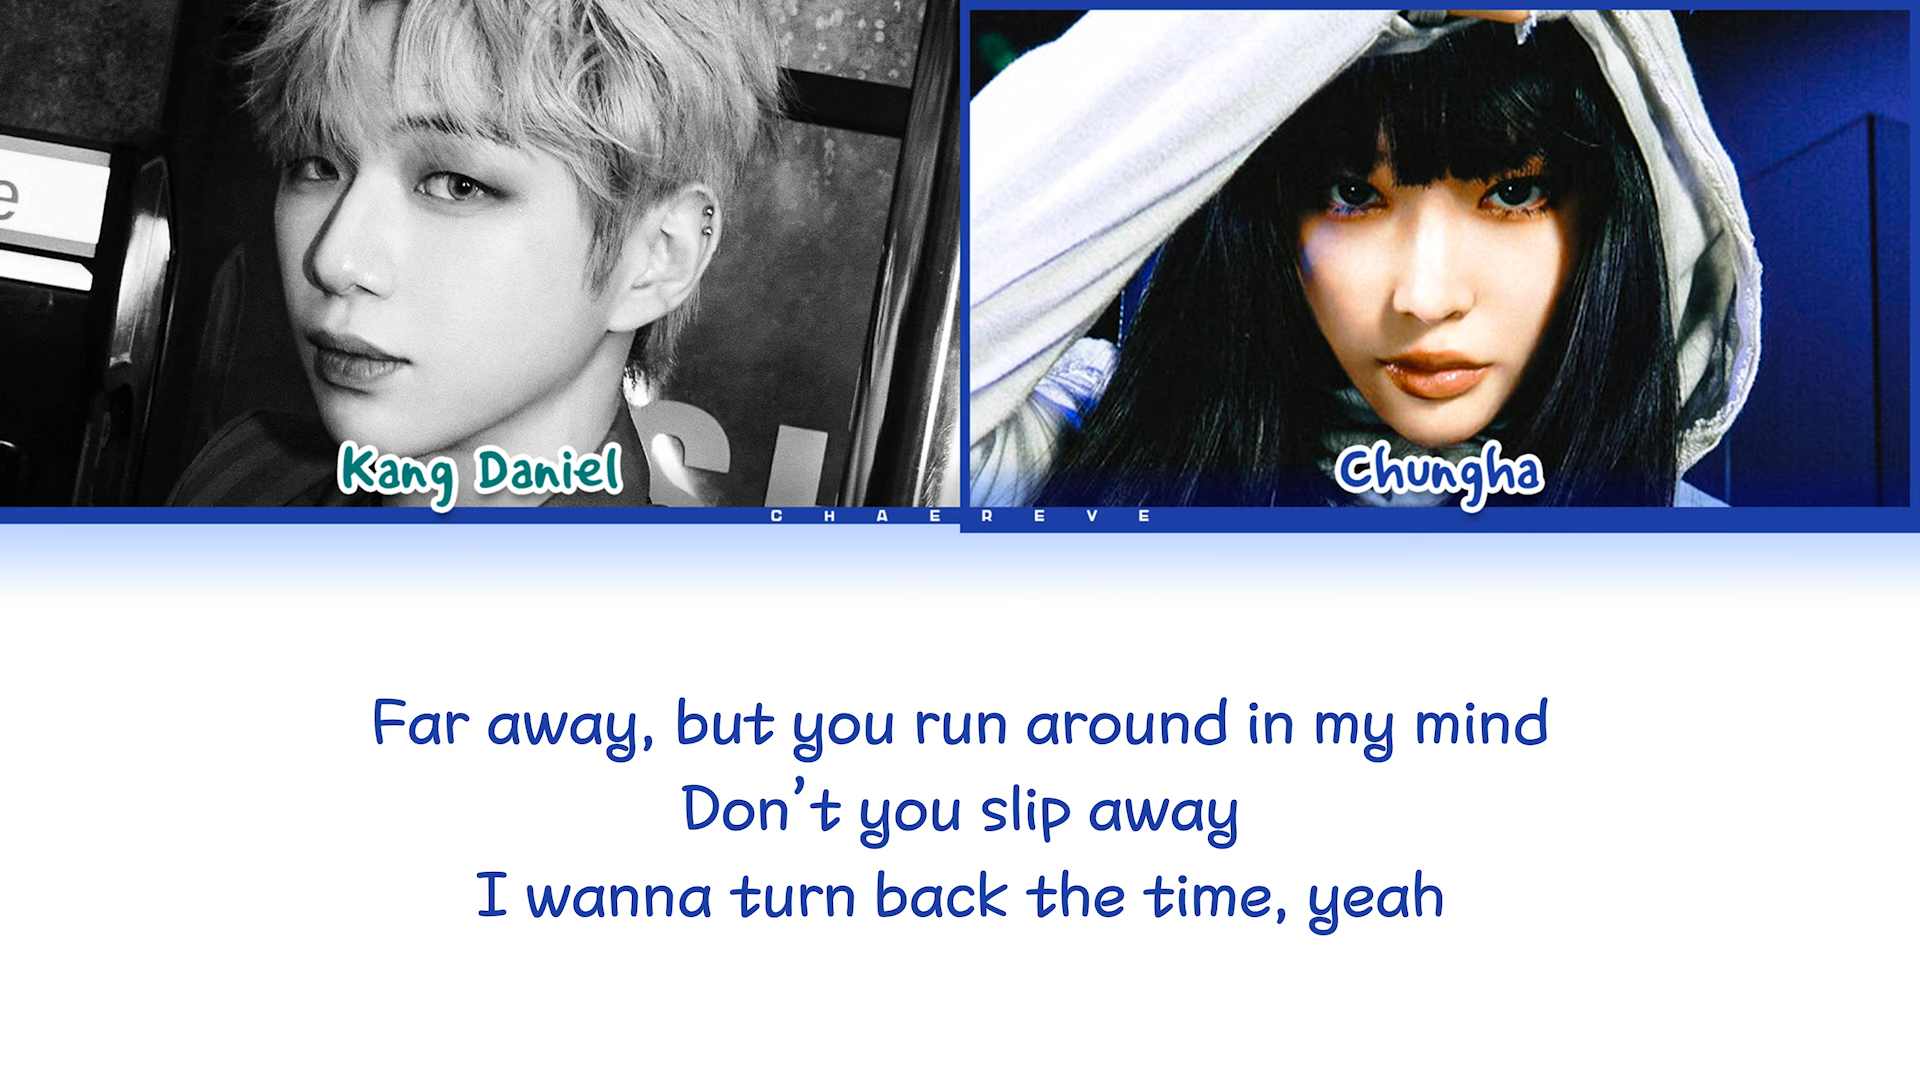 e
Kang Daniel
Chungha
CHAEREVE
Far away, but you run around in my mind
Don't you slip away
I wanna turn back the time, yeah